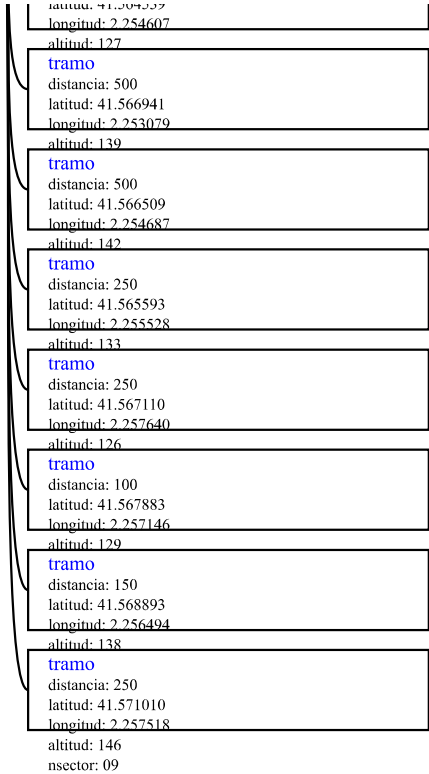 longitud: 2.254607
altitud: 127
tramo
distancia: 500
latitud: 41.566941
longitud: 2.253079
altitud: 139
tramo
distancia: 500
latitud: 41.566509
longitud: 2.254687
altitud: 142
tramo
distancia: 250
latitud: 41.565593
longitud: 2.255528
altitud: 133
tramo
distancia: 250
latitud: 41.567110
longitud: 2.257640
altitud: 126
tramo
distancia: 100
latitud: 41.567883
longitud: 2.257146
altitud: 129
tramo
distancia: 150
latitud: 41.568893
longitud: 2.256494
altitud: 138
tramo
distancia: 250
latitud: 41.571010
longitud: 2.257518
altitud: 146
nsector: 09